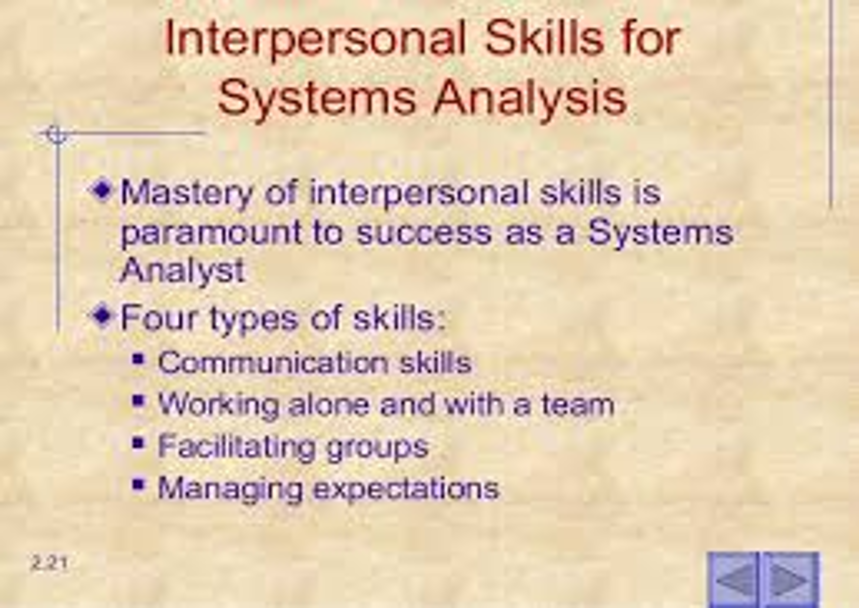 Interpersonal Skills for
Systems Analysis
Mastery of interpersonal skills is
paramount to success as a Systems
Analyst
Four types of skills:
Communication skills
Working alone and with a team
Facilitating groups
Managing expectations
2.21